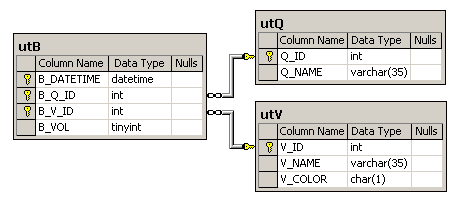 utB
Column Name Data Type Nulls
B_DATETIME datetime
B_Q_ID int
B_V_ID int
B_VOL tinyint
utQ
Column Name Data Type Nulls
Q_ID int
Q_NAME varchar(35)
utV
Column Name Data Type Nulls
V_ID int
V_NAME varchar(35)
V_COLOR char(1)